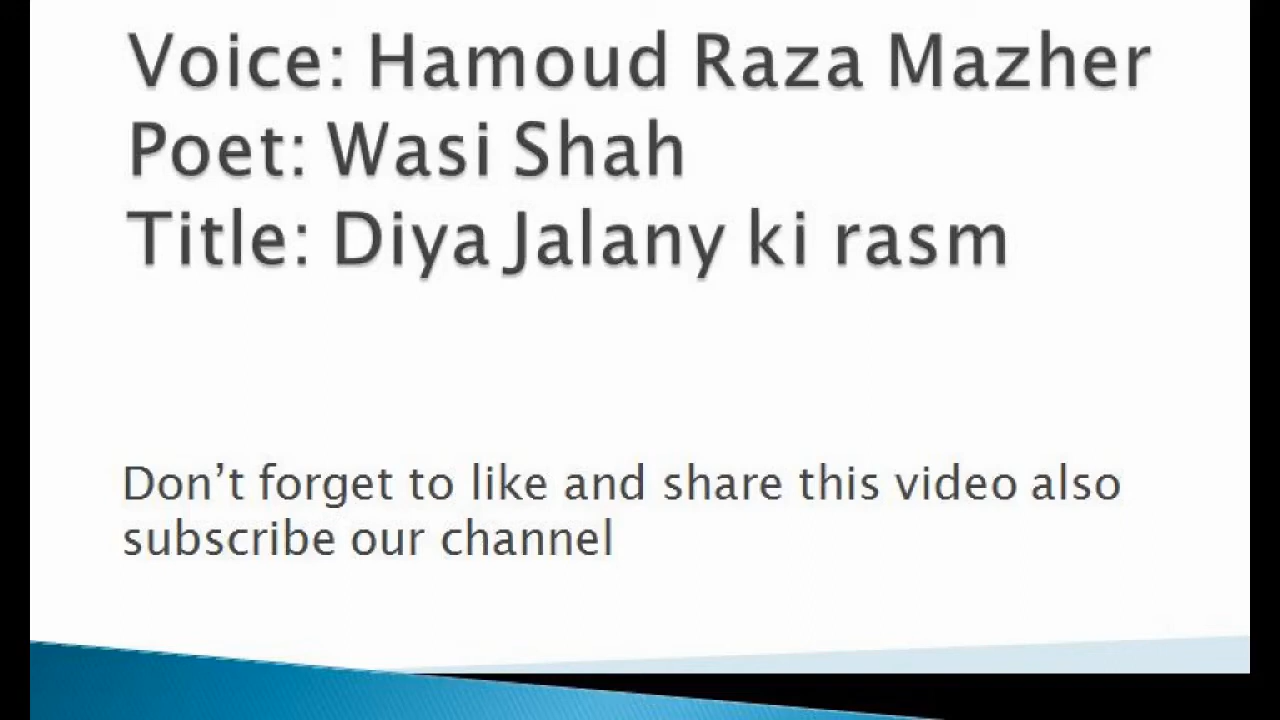 Voice: Hamoud Raza Mazher
Poet: Wasi Shah
Title: Diya Jalany ki rasm
Don’t forget to like and share this video also
subscribe our channel